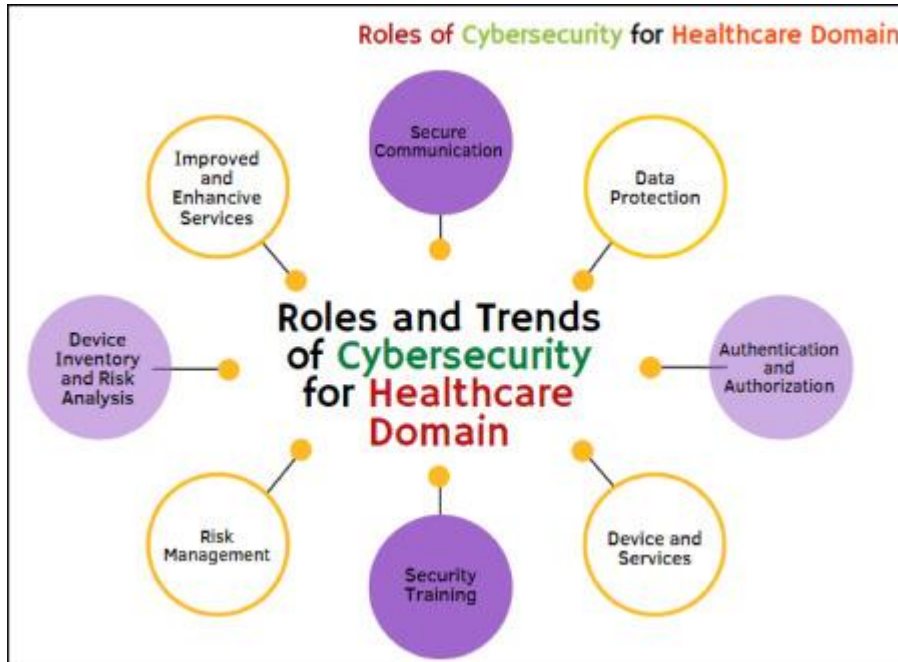 Roles of Cybersecurity for Healthcare Domain
Secure
Communication
Improved
and
Enhancive
Services
Data
Protection
Device
Inventory
and Risk
Analysis
Roles and Trends
of Cybersecurity
for Healthcare
Domain
Authentication
and
Authorization
Risk
Management
Security
Training
Device and
Services